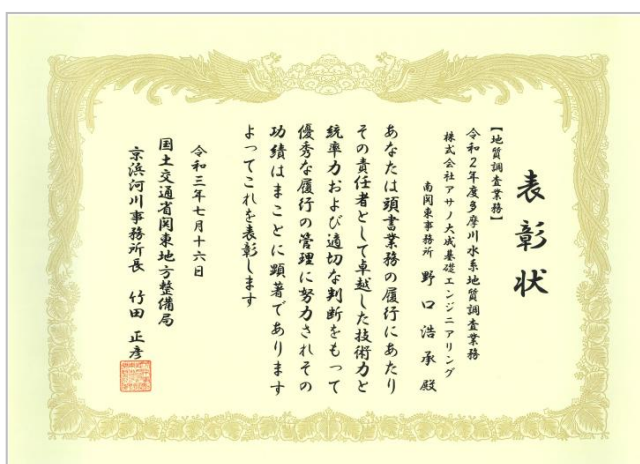 表彰状
【地質調査業務】
令和2年度多摩川水系地質調査業務
株式会社アサノ大成基礎エンジニアリング
南関東事務所 野口浩承殿
あなたは頭書業務の履行にあたり
その責任者として卓越した技術力と
統率力および適切な判断をもって
優秀な履行の管理に努力されその
功績はまことに顕著であります
よってこれを表彰します
令和三年七月十六日
国土交通省関東地方整備局
京浜河川事務所長 竹田正彦